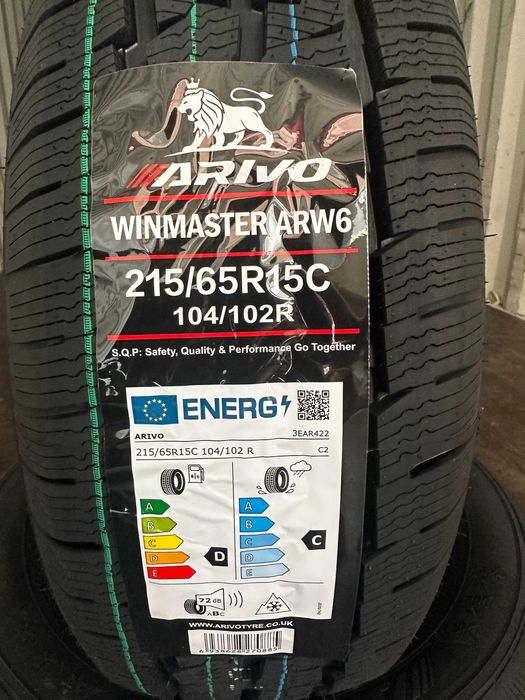 ARIVO
WINMASTER ARW6
215/65R15C
104/102R
S.Q.P: Safety, Quality & Performance Go Together
ENERG
ARIVO 3EAR422
215/65R15C 104/102 R C2
A A
B B
C C C
D D D
E E
72 dB
ABC
WWW.ARIVOTYRE.CO.UK